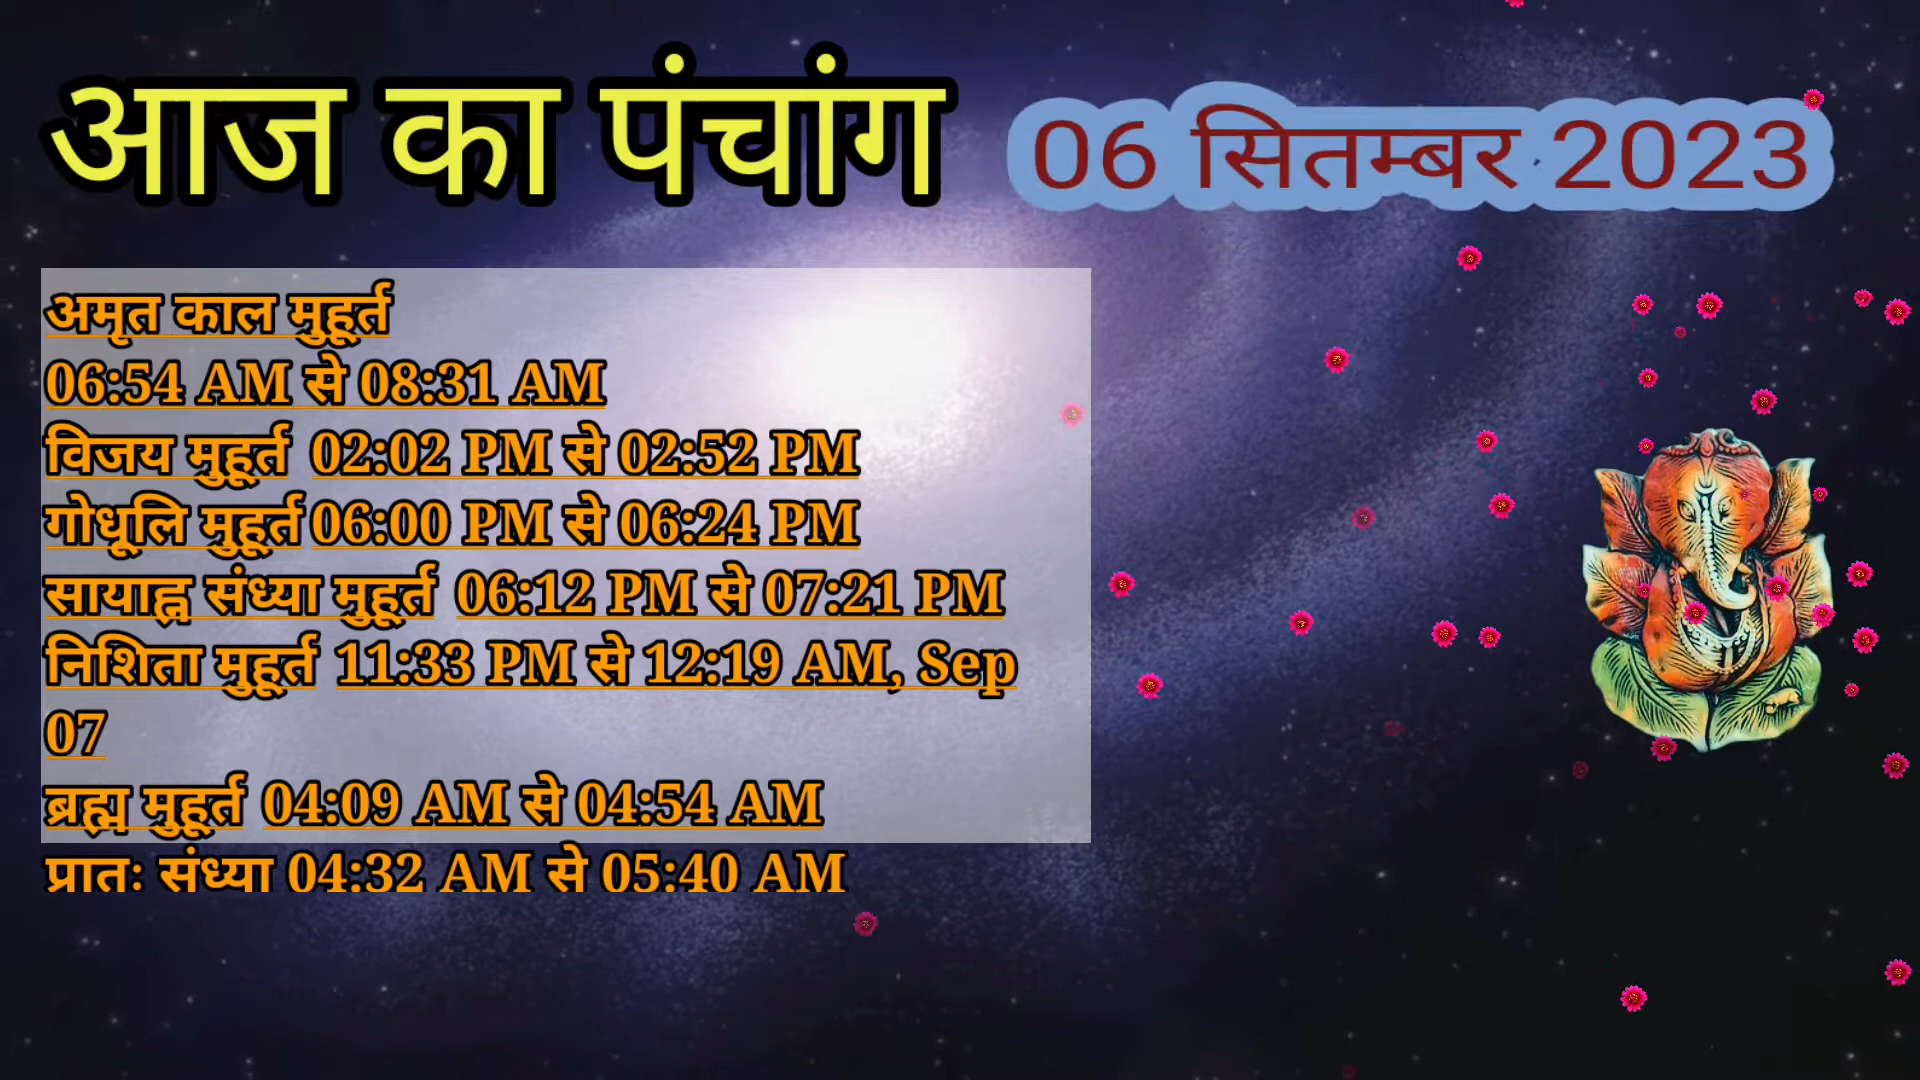 आज का पंचांग
06 सितम्बर 2023
अमृत काल मुहूर्त
06:54 AM से 08:31 AM
विजय मुहूर्त 02:02 PM से 02:52 PM
गोधूलि मुहूर्त 06:00 PM से 06:24 PM
सायाह्न संध्या मुहूर्त 06:12 PM से 07:21 PM
निशिता मुहूर्त 11:33 PM से 12:19 AM, Sep
07
ब्रह्म मुहूर्त 04:09 AM से 04:54 AM
प्रातः संध्या 04:32 AM से 05:40 AM